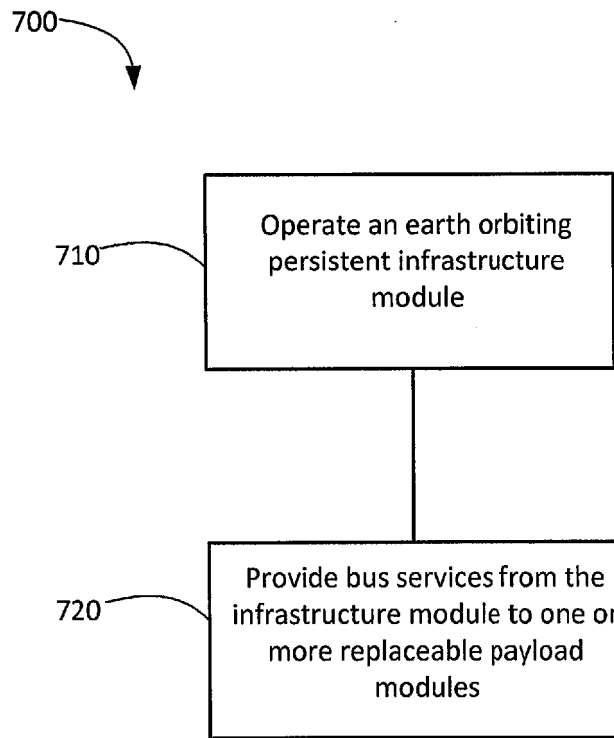 700
710
Operate an earth orbiting
persistent infrastructure
module
720
Provide bus services from the
infrastructure module to one or
more replaceable payload
modules